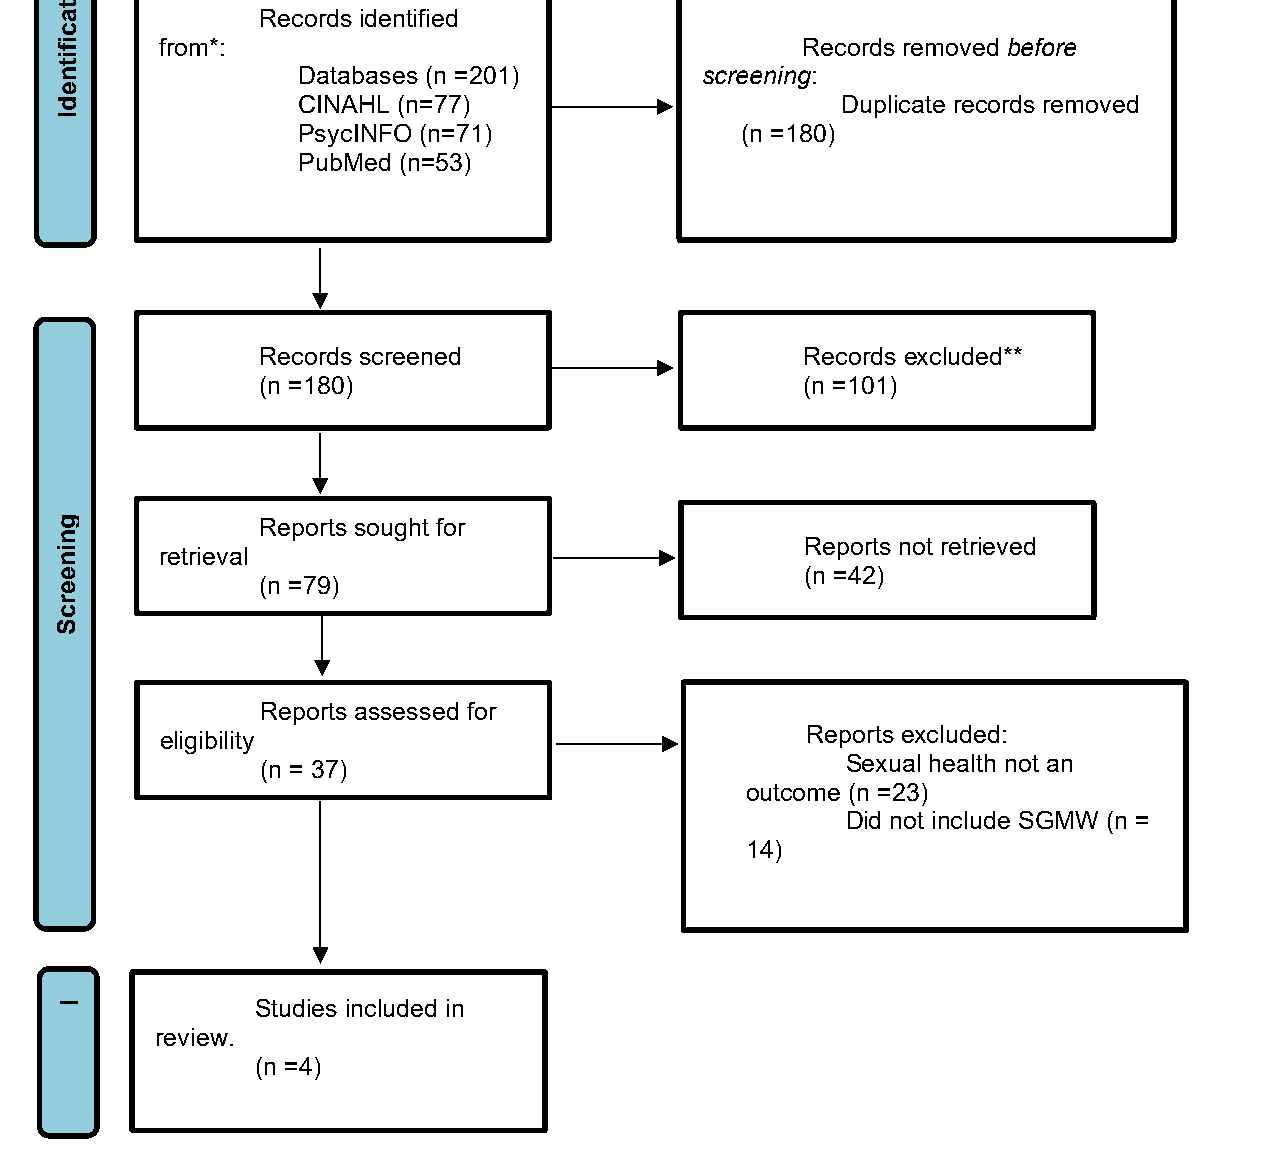 Identificat
Records identified
from*:
Databases (n =201)
CINAHL (n=77)
PsycINFO (n=71)
PubMed (n=53)
Records removed before
screening:
Duplicate records removed
(n =180)
Screening
Records screened
(n =180)
Records excluded**
(n =101)
Reports sought for
retrieval
(n =79)
Reports not retrieved
(n =42)
Reports assessed for
eligibility
(n = 37)
Reports excluded:
Sexual health not an
outcome (n =23)
Did not include SGMW (n =
14)
I
Studies included in
review.
(n =4)